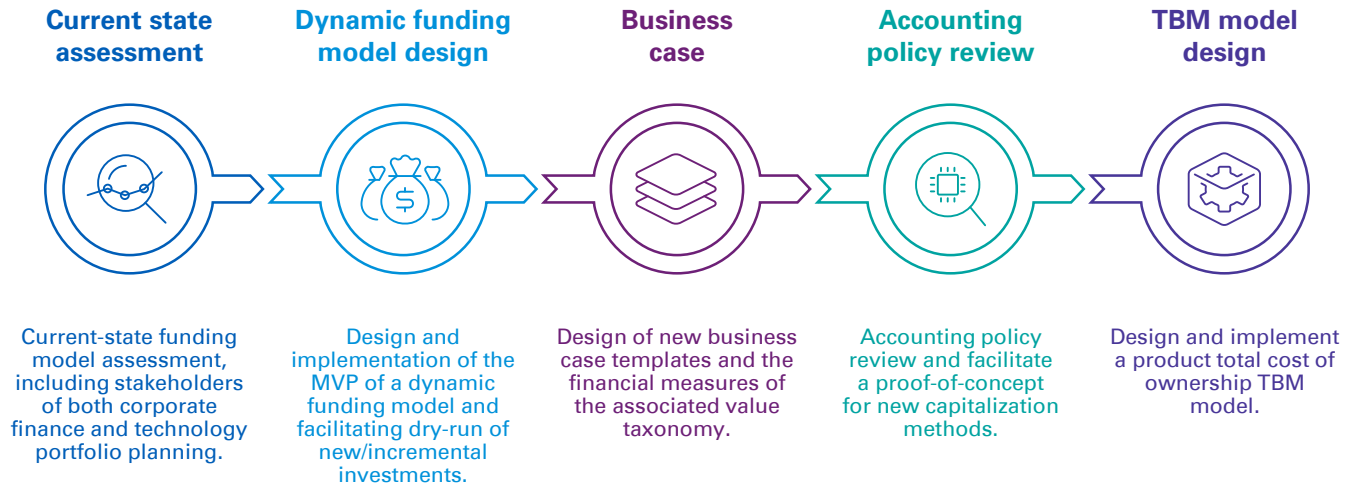 Current state
assessment
Dynamic funding
model design
Business
case
Accounting
policy review
TBM model
design
$
Current-state funding
model assessment,
including stakeholders
of both corporate
finance and technology
portfolio planning.
Design and
implementation of the
MVP of a dynamic
funding model and
facilitating dry-run of
new/incremental
investments.
Design of new business
case templates and the
financial measures of
the associated value
taxonomy.
Accounting policy
review and facilitate
a proof-of-concept
for new capitalization
methods.
Design and implement
a product total cost of
ownership TBM
model.